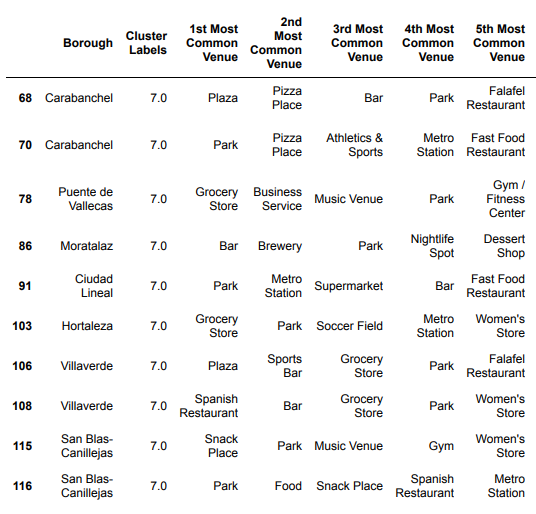 Borough Cluster Labels 1st Most Common Venue 2nd Most Common Venue 3rd Most Common Venue 4th Most Common Venue 5th Most Common Venue
68 Carabanchel 7.0 Plaza Pizza Place Bar Park Falafel Restaurant
70 Carabanchel 7.0 Park Pizza Place Athletics & Sports Metro Station Fast Food Restaurant
78 Puente de Vallecas 7.0 Grocery Store Business Service Music Venue Park Gym / Fitness Center
86 Moratalaz 7.0 Bar Brewery Park Nightlife Spot Dessert Shop
91 Ciudad Lineal 7.0 Park Metro Station Supermarket Bar Fast Food Restaurant
103 Hortaleza 7.0 Grocery Store Park Soccer Field Metro Station Women's Store
106 Villaverde 7.0 Plaza Sports Bar Grocery Store Park Falafel Restaurant
108 Villaverde 7.0 Spanish Restaurant Bar Grocery Store Park Women's Store
115 San Blas-Canillejas 7.0 Snack Place Park Music Venue Gym Women's Store
116 San Blas-Canillejas 7.0 Park Food Snack Place Spanish Restaurant Metro Station